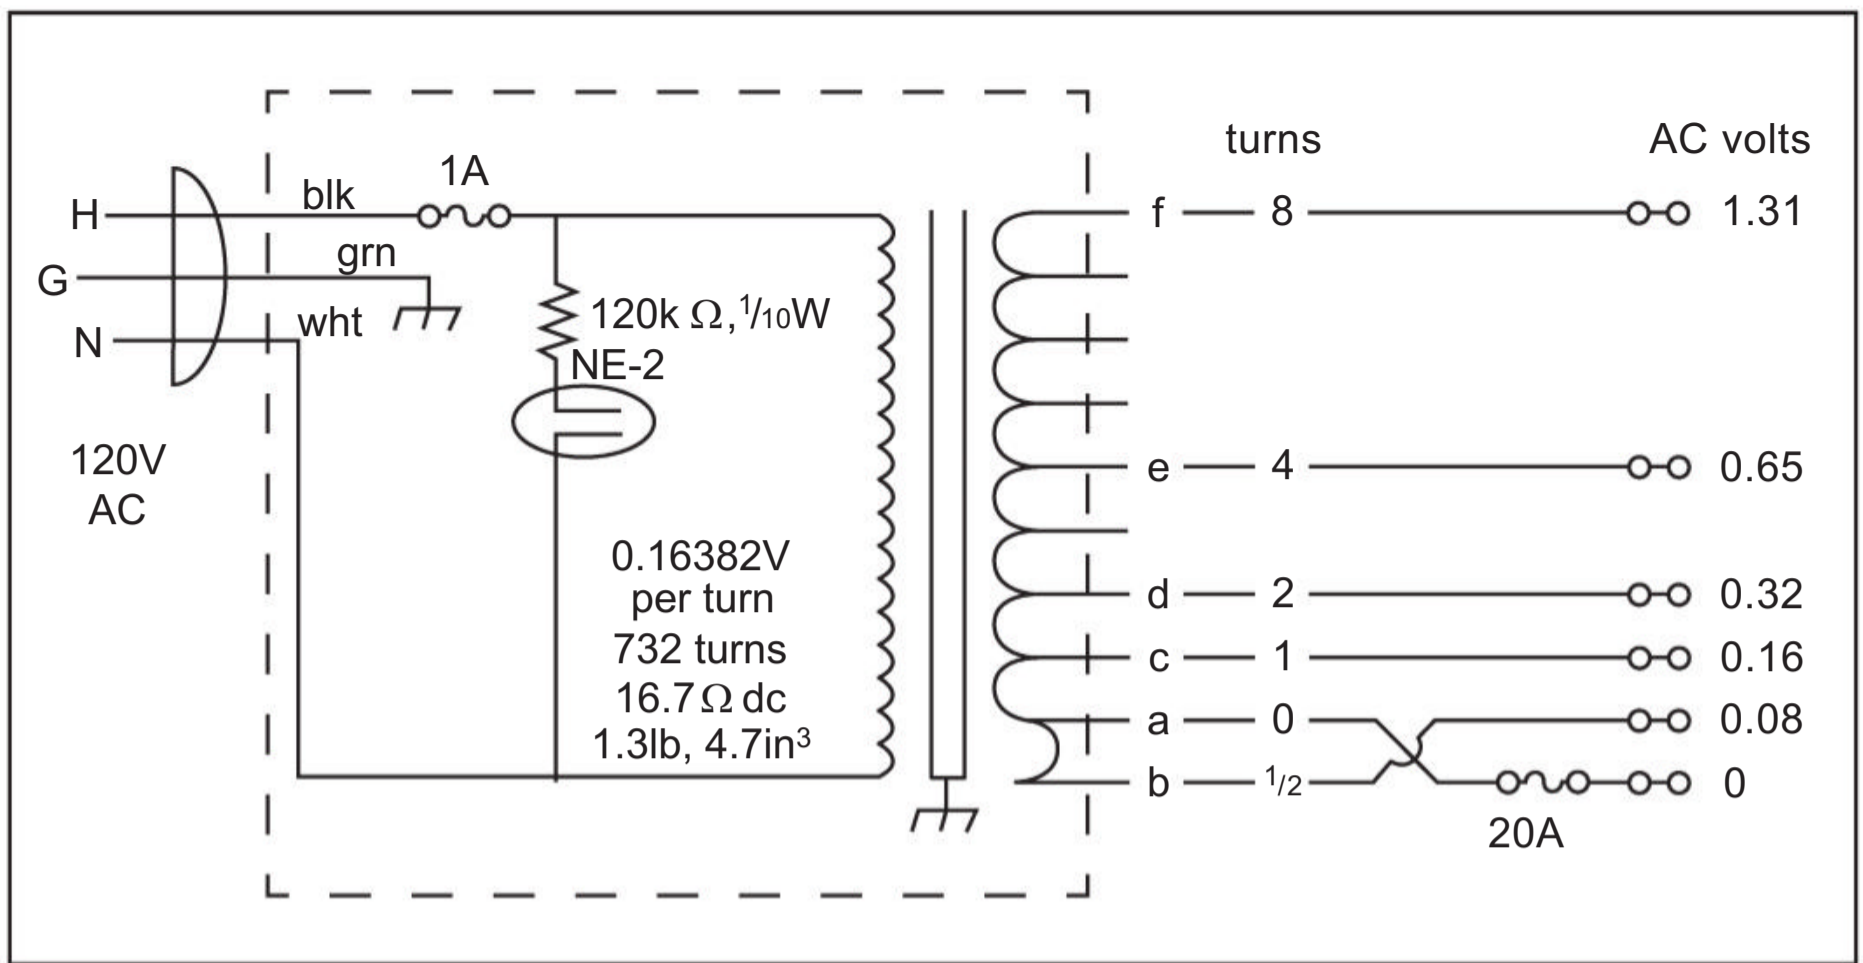 turns
AC volts
1A
blk
H
f
8
1.31
grn
G
120k Ω, 1/10W
wht
N
NE-2
120V
AC
e
4
0.65
0.16382V
per turn
732 turns
16.7 Ω dc
1.3lb, 4.7in³
d
2
0.32
c
1
0.16
a
0
0.08
b
1/2
0
20A